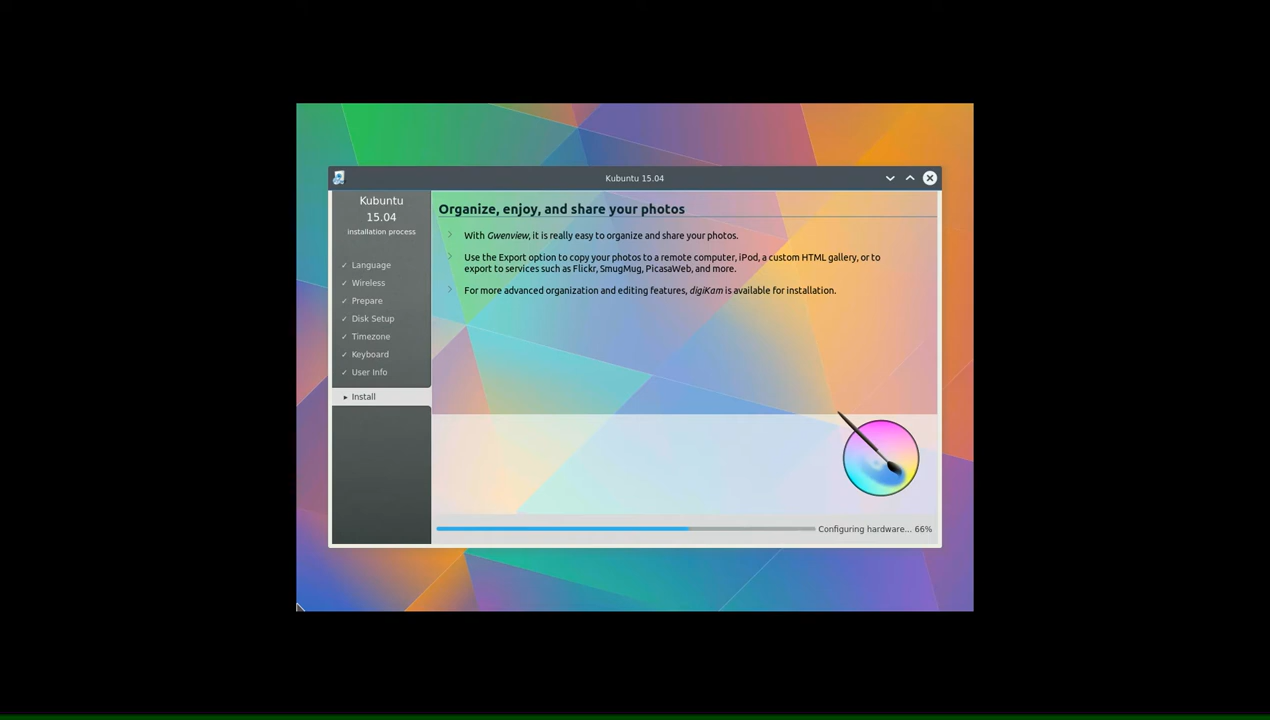 Kubuntu 15.04
Kubuntu
15.04
installation process
✓ Language
✓ Wireless
✓ Prepare
✓ Disk Setup
✓ Timezone
✓ Keyboard
✓ User Info
▸ Install
Organize, enjoy, and share your photos
With Gwenview, it is really easy to organize and share your photos.
Use the Export option to copy your photos to a remote computer, iPod, a custom HTML gallery, or to
export to services such as Flickr, SmugMug, PicasaWeb, and more.
For more advanced organization and editing features, digiKam is available for installation.
Configuring hardware... 66%